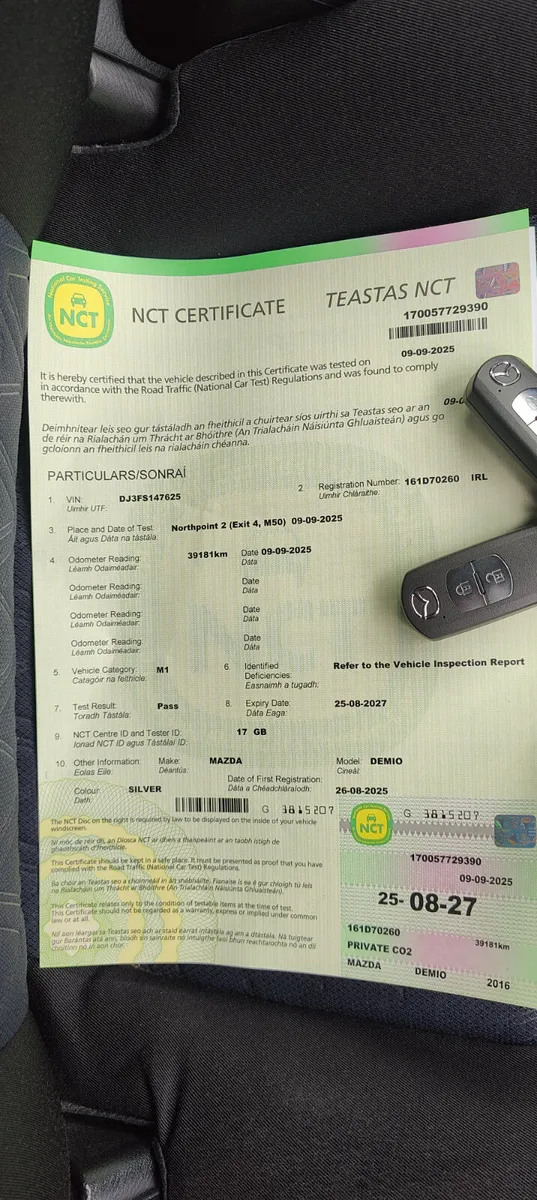 National Car Testing Service
NCT
NCT CERTIFICATE
TEASTAS NCT
170057729390
09-09-2025
It is hereby certified that the vehicle described in this Certificate was tested on
in accordance with the Road Traffic (National Car Test) Regulations and was found to comply
therewith.
09-0
Deimhnítear leis seo gur tástáladh an fheithicil a chuirtear síos uirthi sa Teastas seo ar an
de réir na Rialachán um Thrácht ar Bhóithre (An Trialacháin Náisiúnta Ghluaisteán) agus go
gcloíonn an fheithicil leis na rialacháin chéanna.
PARTICULARS/SONRAÍ
1. VIN: DJ3FS147625
Uimhir UTF:
2. Registration Number: 161D70260 IRL
Uimhir Chláraithe:
3. Place and Date of Test: Northpoint 2 (Exit 4, M50) 09-09-2025
Áit agus Dáta na tástála:
4. Odometer Reading: 39181km Date 09-09-2025
Léamh Odaiméadair: Dáta
Odometer Reading: Date
Léamh Odaiméadair: Dáta
Odometer Reading: Date
Léamh Odaiméadair: Dáta
Odometer Reading: Date
Léamh Odaiméadair: Dáta
5. Vehicle Category: M1
Catagóir na feithicle:
6. Identified Refer to the Vehicle Inspection Report
Deficiencies:
Easnaimh a tugadh:
7. Test Result: Pass
Toradh Tástála:
8. Expiry Date: 25-08-2027
Dáta Eaga:
9. NCT Centre ID and Tester ID: 17 GB
Ionad NCT ID agus Tástálaí ID:
10. Other Information: Make: MAZDA Model: DEMIO
Eolas Eile: Déantús: Cineál:
Colour: SILVER Date of First Registration: 26-08-2025
Dath: Dáta a Chéadchláraíodh:
G 3815207
The NCT Disc on the right is required by law to be displayed on the inside of your vehicle
windscreen.
This Certificate should be kept in a safe place. It must be presented as proof that you have
complied with the Road Traffic (National Car Test) Regulations.
This Certificate relates only to the condition of testable items at the time of test.
This Certificate should not be regarded as a warranty, express or implied under common
law or at all.
NCT
G 3815207
170057729390
09-09-2025
25- 08-27
161D70260
39181km
PRIVATE CO2
MAZDA DEMIO 2016